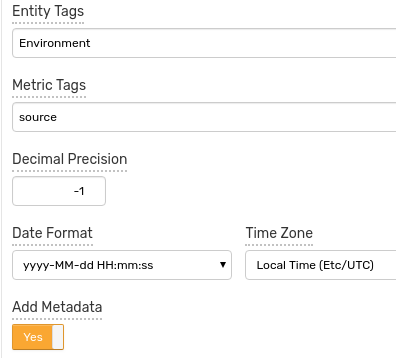 Entity Tags
Environment
Metric Tags
source
Decimal Precision
-1
Date Format
Time Zone
yyyy-MM-dd HH:mm:ss
Local Time (Etc/UTC)
Add Metadata
Yes